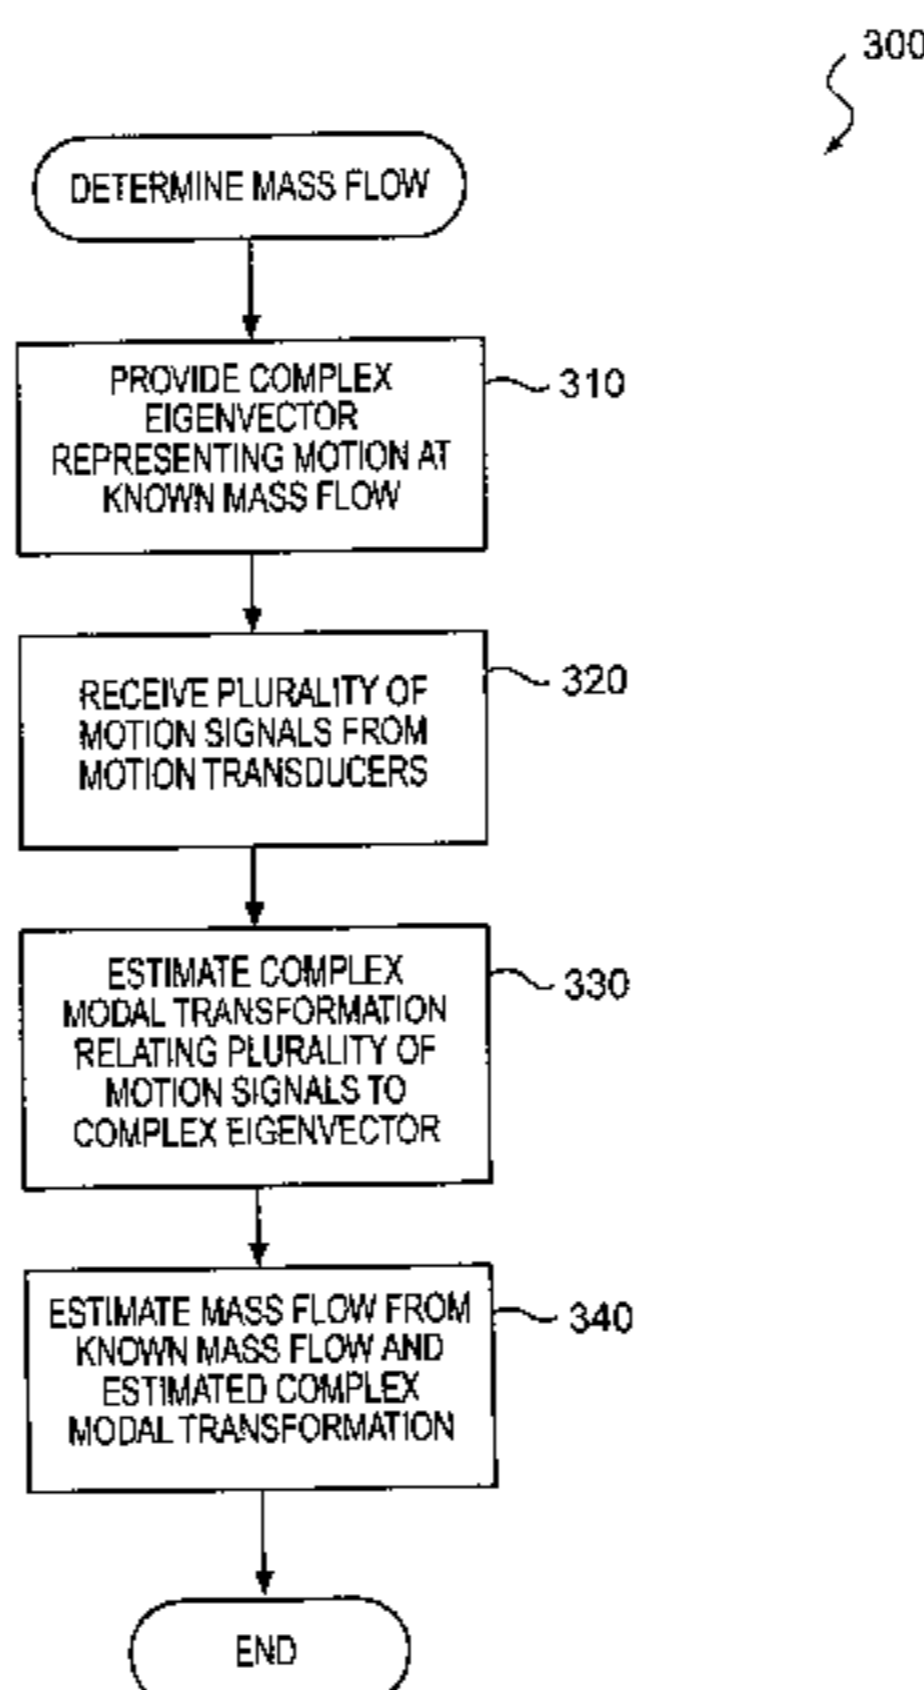 300
DETERMINE MASS FLOW
PROVIDE COMPLEX
EIGENVECTOR
REPRESENTING MOTION AT
KNOWN MASS FLOW
310
RECEIVE PLURALITY OF
MOTION SIGNALS FROM
MOTION TRANSDUCERS
320
ESTIMATE COMPLEX
MODAL TRANSFORMATION
RELATING PLURALITY OF
MOTION SIGNALS TO
COMPLEX EIGENVECTOR
330
ESTIMATE MASS FLOW FROM
KNOWN MASS FLOW AND
ESTIMATED COMPLEX
MODAL TRANSFORMATION
340
END